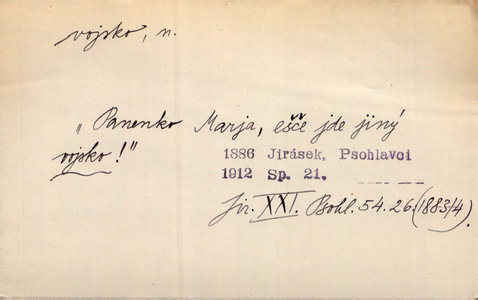 vojsko, n.
„Panenko Marja, ešče jde jiný
vojsko!"
1886 Jirásek, Psohlavci
1912 Sp. 21.
Jir. XXI. Psohl. 54.26.(1883/4).